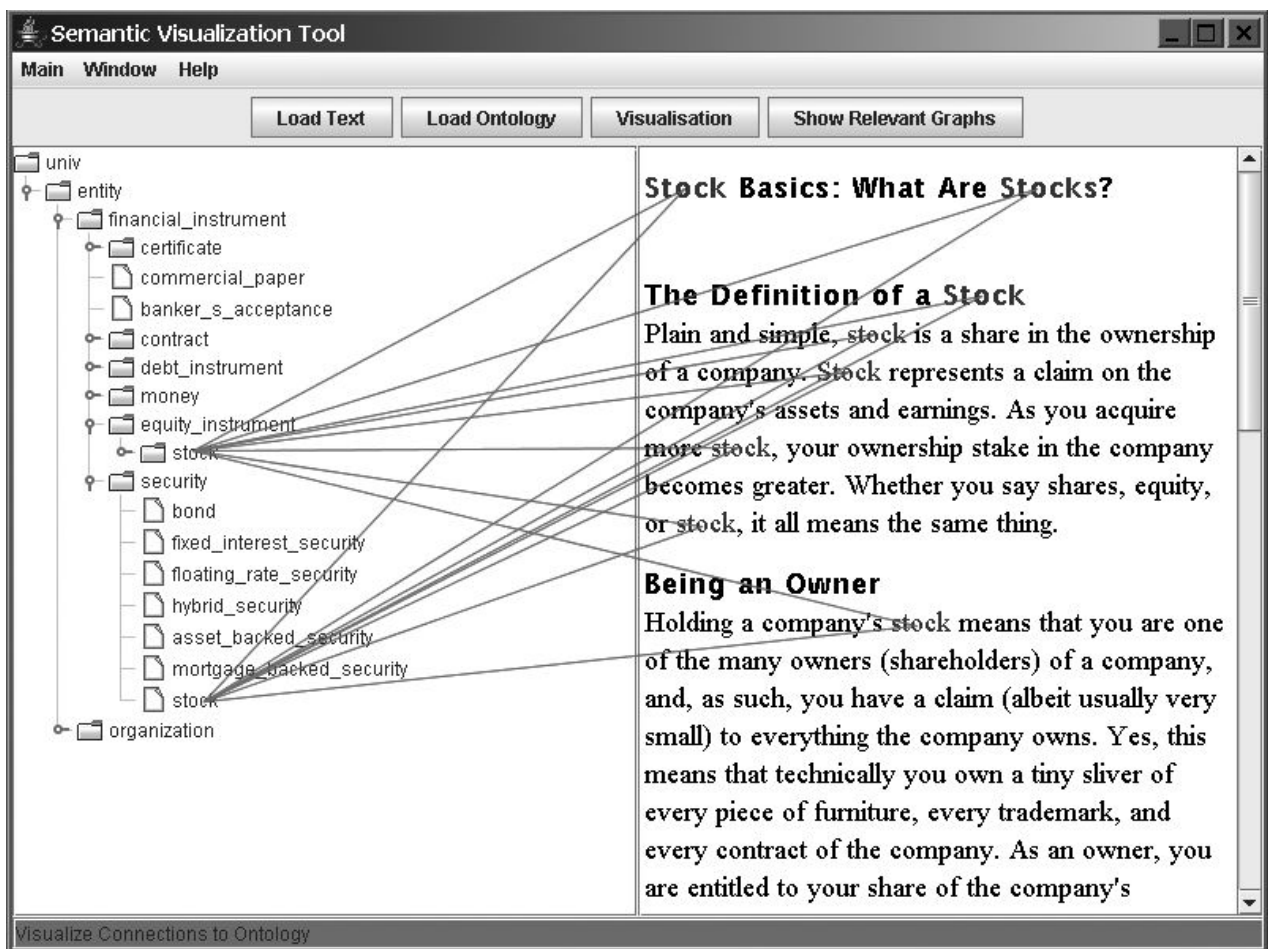 Semantic Visualization Tool
Main Window Help
Load Text Load Ontology Visualisation Show Relevant Graphs
univ
entity
financial_instrument
certificate
commercial_paper
banker_s_acceptance
contract
debt_instrument
money
equity_instrument
stock
security
bond
fixed_interest_security
floating_rate_security
hybrid_security
asset_backed_security
mortgage_backed_security
stock
organization
Stock Basics: What Are Stocks?
The Definition of a Stock
Plain and simple, stock is a share in the ownership
of a company. Stock represents a claim on the
company's assets and earnings. As you acquire
more stock, your ownership stake in the company
becomes greater. Whether you say shares, equity,
or stock, it all means the same thing.
Being an Owner
Holding a company's stock means that you are one
of the many owners (shareholders) of a company,
and, as such, you have a claim (albeit usually very
small) to everything the company owns. Yes, this
means that technically you own a tiny sliver of
every piece of furniture, every trademark, and
every contract of the company. As an owner, you
are entitled to your share of the company's
Visualize Connections to Ontology